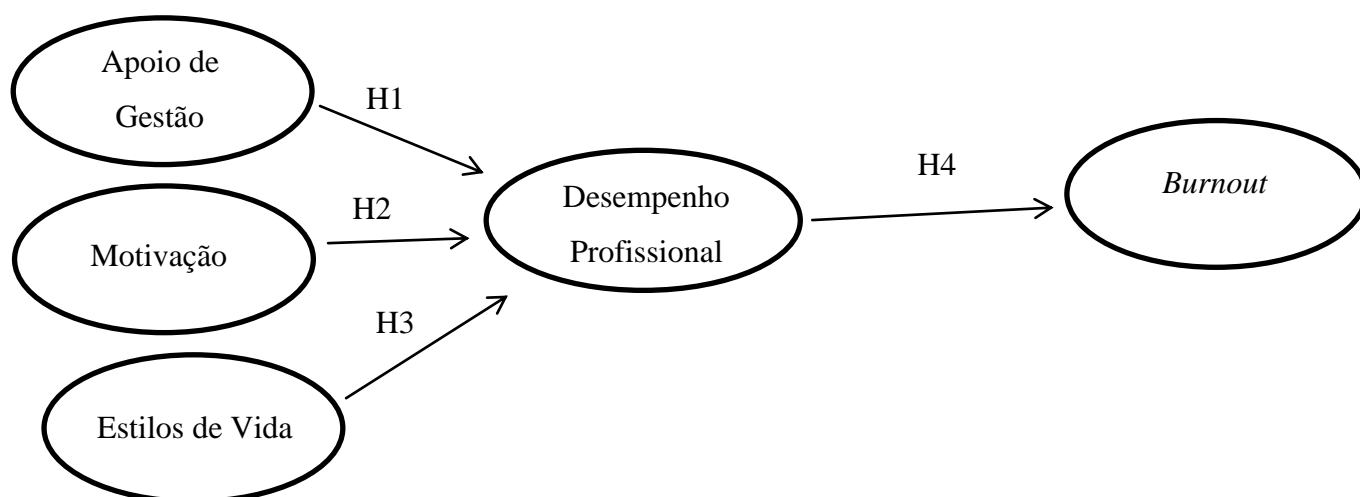 Apoio de
Gestão
H1
Motivação
H2
Estilos de Vida
H3
Desempenho
Profissional
H4
Burnout